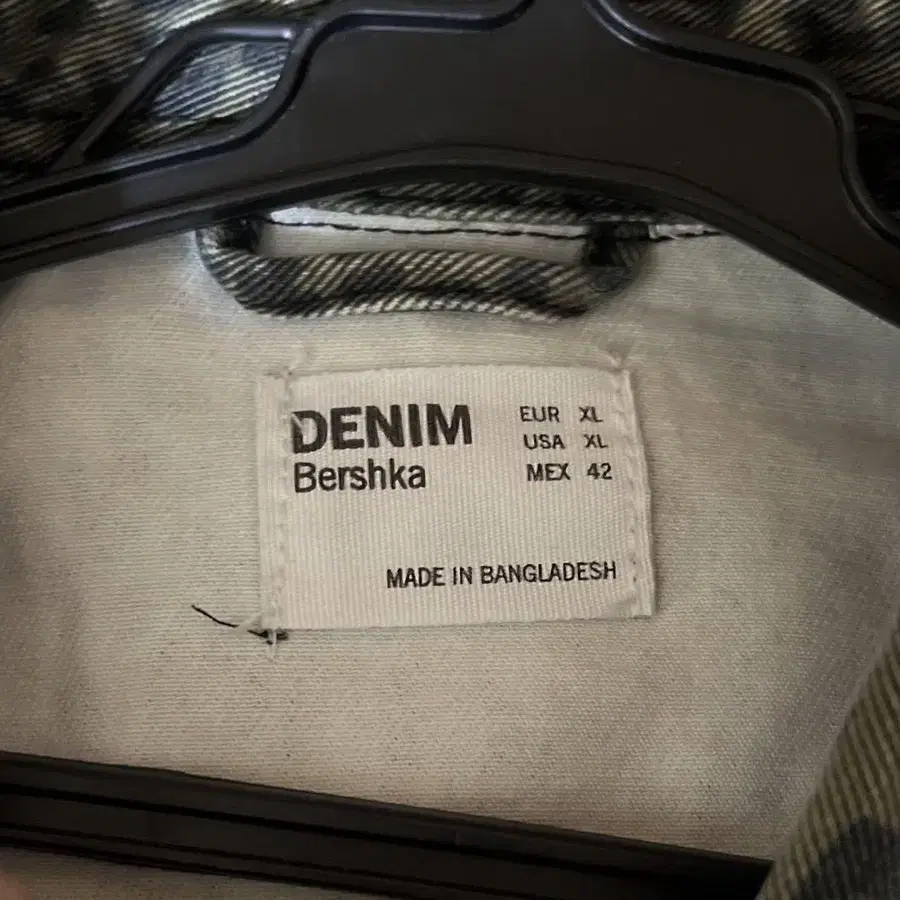 DENIM
Bershka
EUR XL
USA XL
MEX 42
MADE IN BANGLADESH